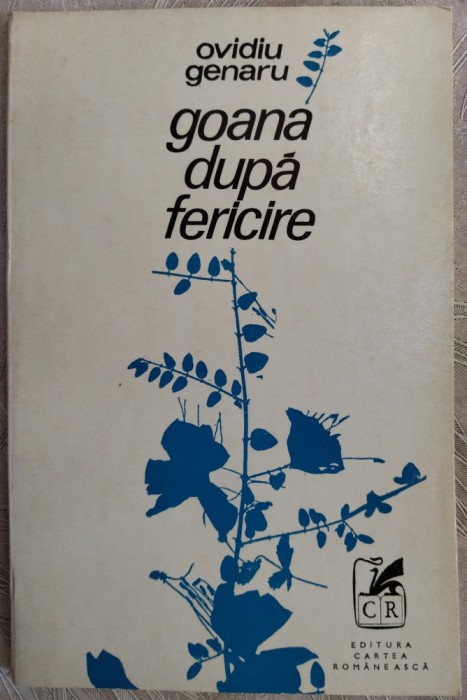 ovidiu
genaru
goana
după
fericire
CR
EDITURA
CARTEA
ROMÂNEASCĂ